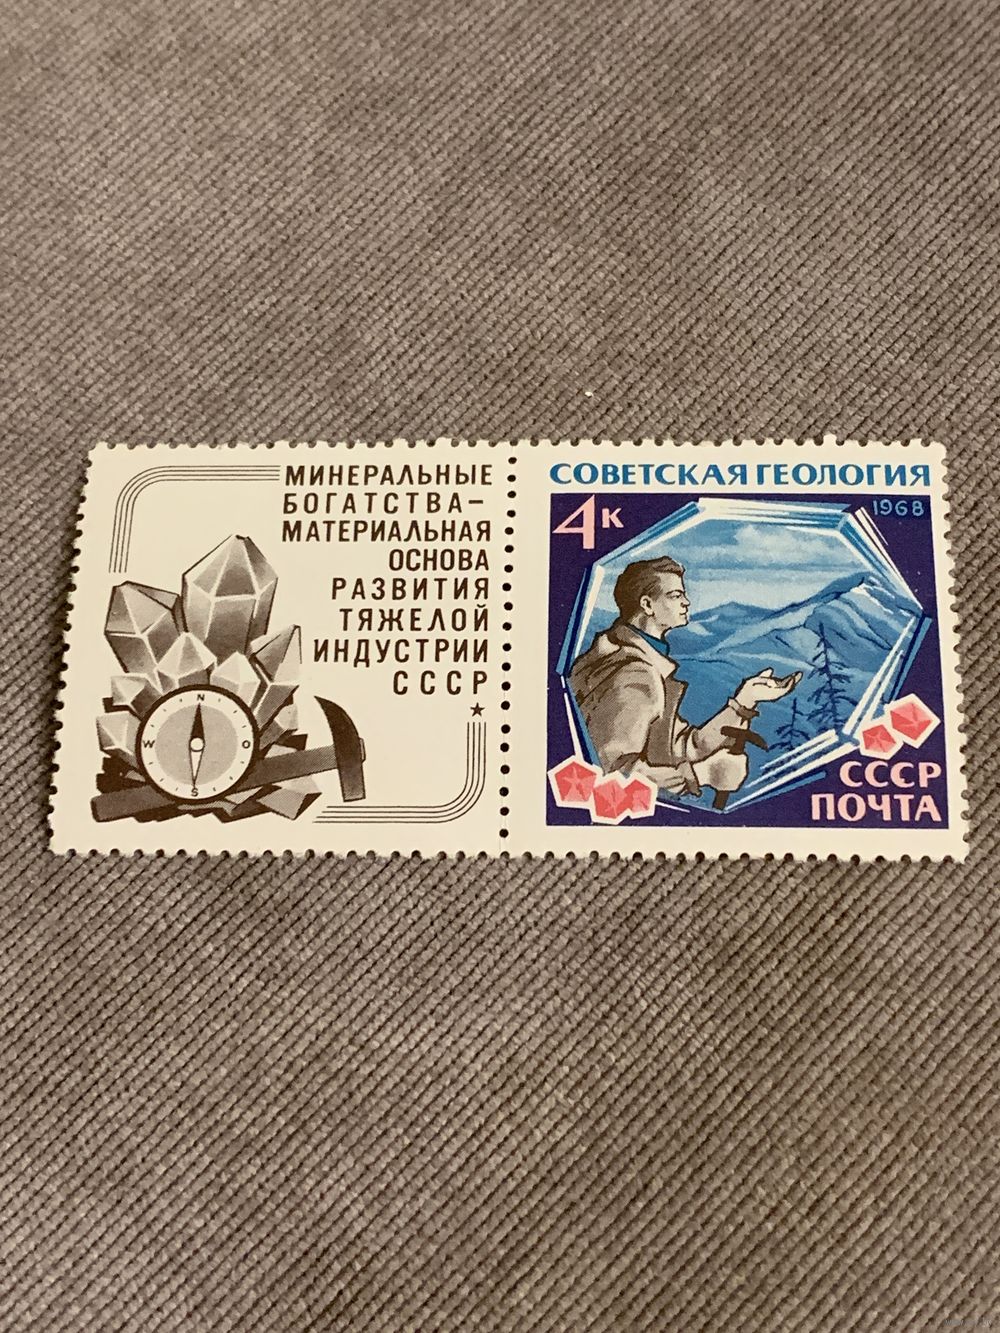 МИНЕРАЛЬНЫЕ
БОГАТСТВА–
МАТЕРИАЛЬНАЯ
ОСНОВА
РАЗВИТИЯ
ТЯЖЕЛОЙ
ИНДУСТРИИ
СССР
N
W O
S
СОВЕТСКАЯ ГЕОЛОГИЯ
4К 1968
СССР
ПОЧТА